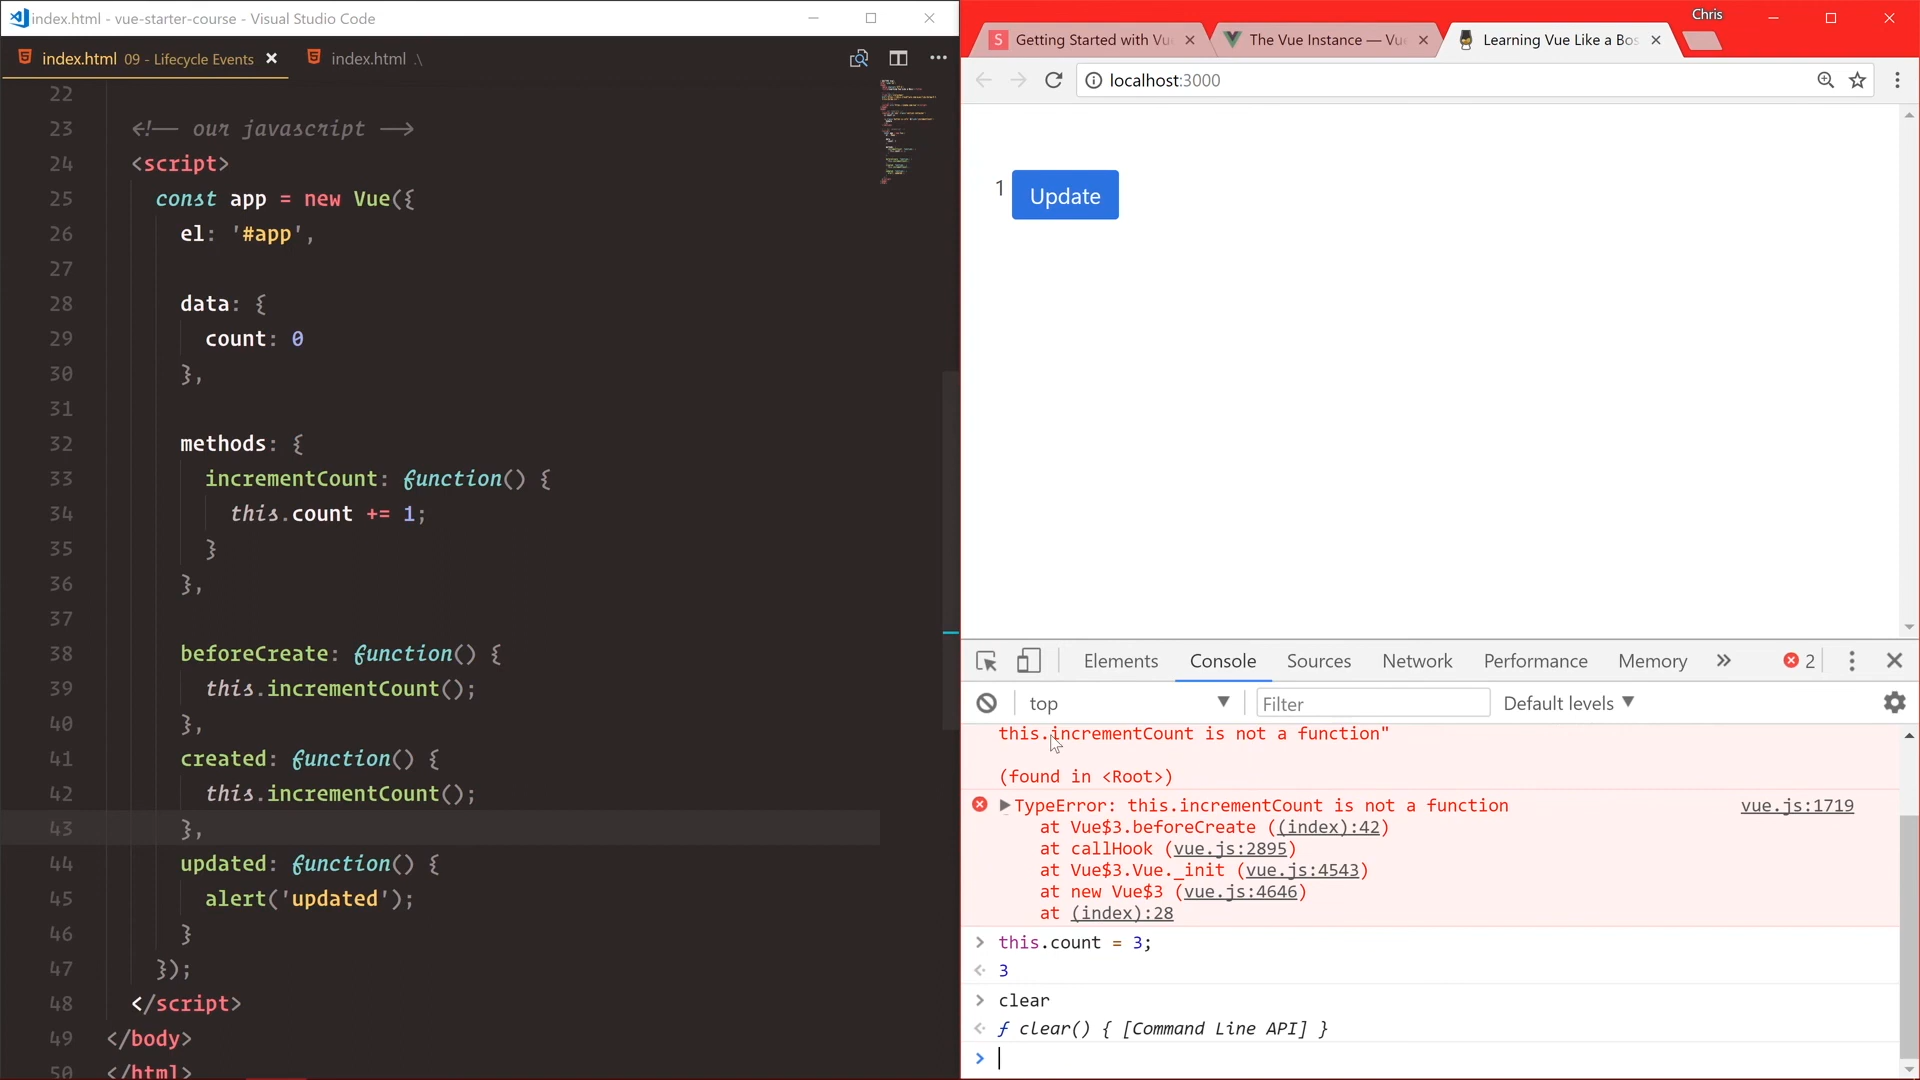 index.html - vue-starter-course - Visual Studio Code
index.html 09 - Lifecycle Events
index.html .\
22
23 <!-- our javascript -->
24 <script>
25 const app = new Vue({
26 el: '#app',
27
28 data: {
29 count: 0
30 },
31
32 methods: {
33 incrementCount: function() {
34 this.count += 1;
35 }
36 },
37
38 beforeCreate: function() {
39 this.incrementCount();
40 },
41 created: function() {
42 this.incrementCount();
43 },
44 updated: function() {
45 alert('updated');
46 }
47 });
48 </script>
49 </body>
50 </html>
Chris
Getting Started with Vu
The Vue Instance — Vu
Learning Vue Like a Bos
localhost:3000
1 Update
Elements Console Sources Network Performance Memory » 2
top Filter Default levels
this.incrementCount is not a function"
(found in <Root>)
TypeError: this.incrementCount is not a function vue.js:1719
at Vue$3.beforeCreate ((index):42)
at callHook (vue.js:2895)
at Vue$3.Vue._init (vue.js:4543)
at new Vue$3 (vue.js:4646)
at (index):28
> this.count = 3;
3
> clear
ƒ clear() { [Command Line API] }
>